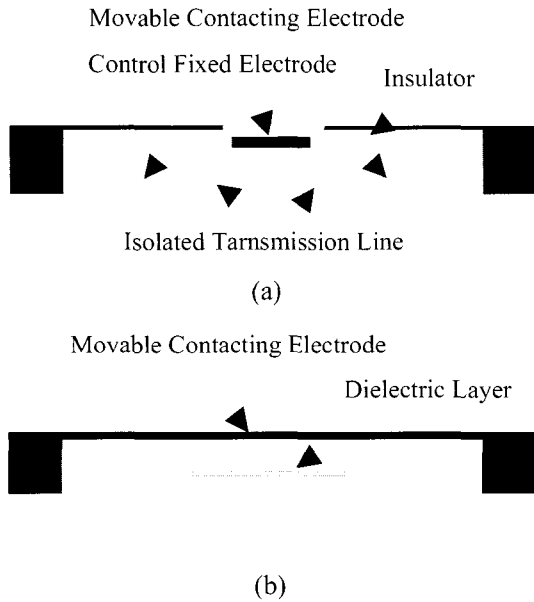 Movable Contacting Electrode
Control Fixed Electrode
Insulator
Isolated Tarnsmission Line
(a)
Movable Contacting Electrode
Dielectric Layer
(b)